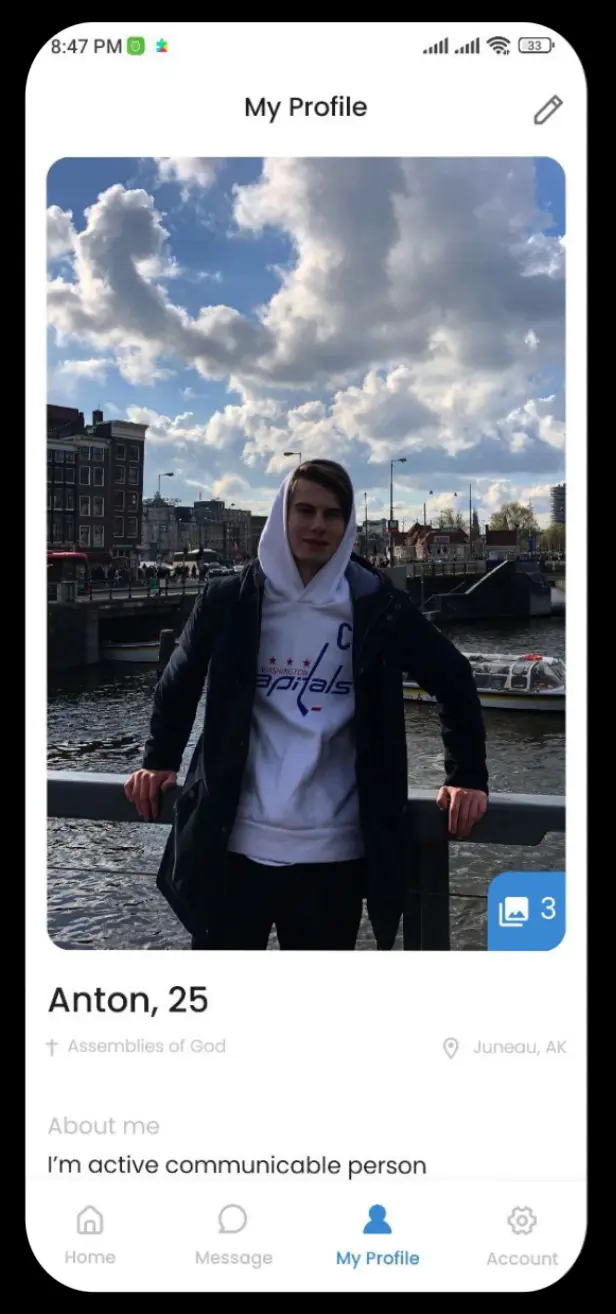 8:47 PM
33
My Profile
C
WASHINGTON
capitals
3
Anton, 25
Assemblies of God
Juneau, AK
About me
I'm active communicable person
Home
Message
My Profile
Account